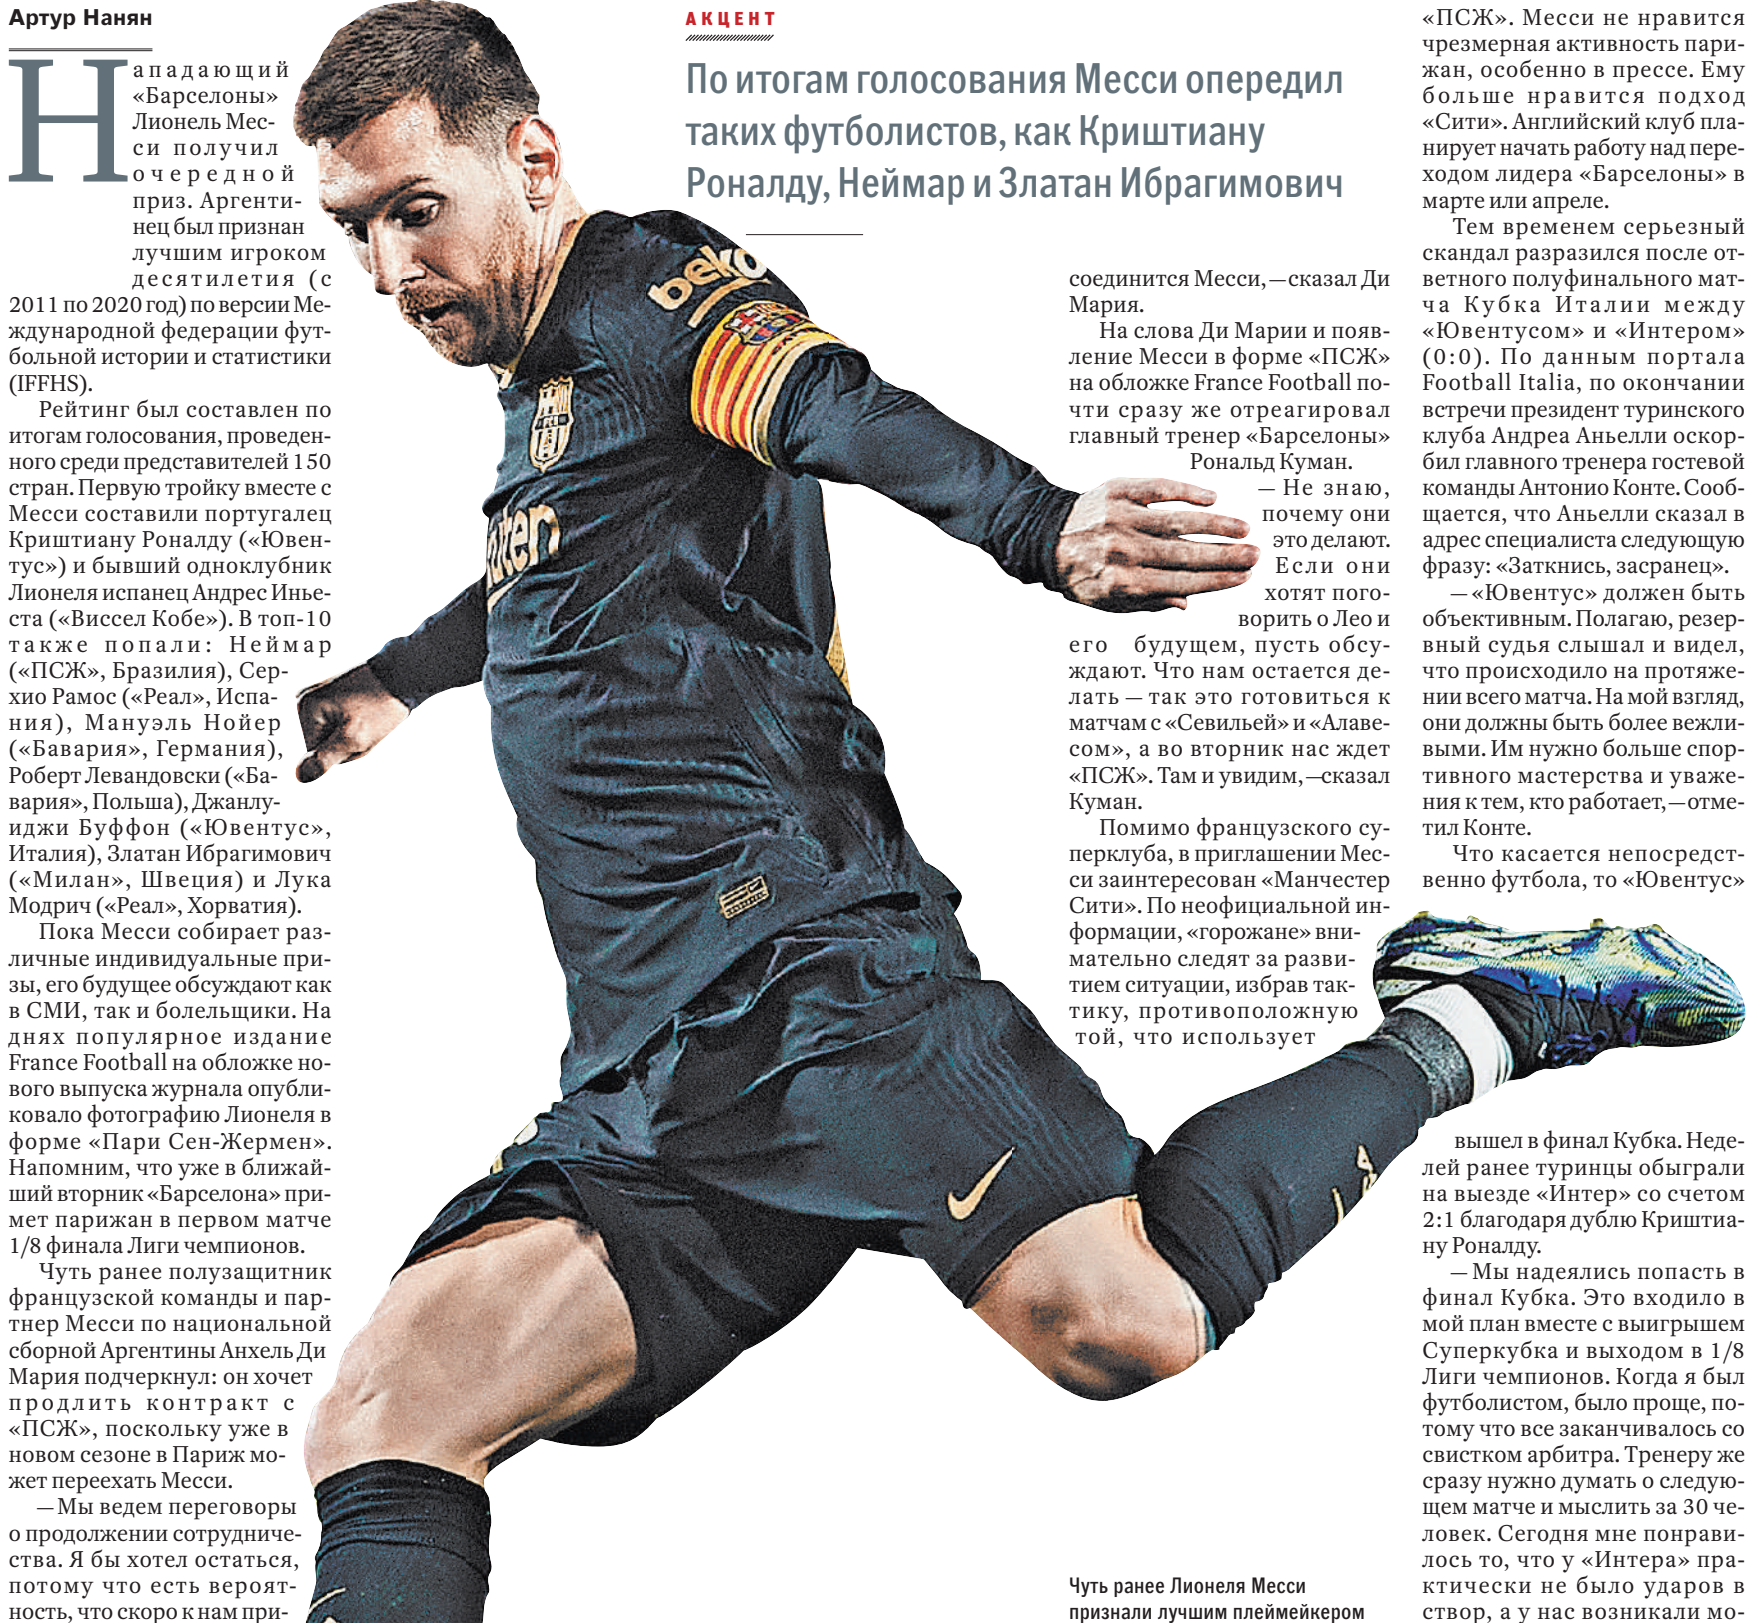 Артур Нанян
Нападающий
«Барселоны»
Лионель Мес-
си получил
очередной
приз. Аргенти-
нец был признан
лучшим игроком
десятилетия (с
2011 по 2020 год) по версии Ме-
ждународной федерации фут-
больной истории и статистики
(IFFHS).
Рейтинг был составлен по
итогам голосования, проведен-
ного среди представителей 150
стран. Первую тройку вместе с
Месси составили португалец
Криштиану Роналду («Ювен-
тус») и бывший одноклубник
Лионеля испанец Андрес Инье-
ста («Виссел Кобе»). В топ-10
также попали: Неймар
(«ПСЖ», Бразилия), Сер-
хио Рамос («Реал», Испа-
ния), Мануэль Нойер
(«Бавария», Германия),
Роберт Левандовски («Ба-
вария», Польша), Джанлу-
иджи Буффон («Ювентус»,
Италия), Златан Ибрагимович
(«Милан», Швеция) и Лука
Модрич («Реал», Хорватия).
Пока Месси собирает раз-
личные индивидуальные при-
зы, его будущее обсуждают как
в СМИ, так и болельщики. На
днях популярное издание
France Football на обложке но-
вого выпуска журнала опубли-
ковало фотографию Лионеля в
форме «Пари Сен-Жермен».
Напомним, что уже в ближай-
ший вторник «Барселона» при-
мет парижан в первом матче
1/8 финала Лиги чемпионов.
Чуть ранее полузащитник
французской команды и пар-
тнер Месси по национальной
сборной Аргентины Анхель Ди
Мария подчеркнул: он хочет
продлить контракт с
«ПСЖ», поскольку уже в
новом сезоне в Париж мо-
жет переехать Месси.
— Мы ведем переговоры
о продолжении сотрудниче-
ства. Я бы хотел остаться,
потому что есть вероят-
ность, что скоро к нам при-
АКЦЕНТ
По итогам голосования Месси опередил
таких футболистов, как Криштиану
Роналду, Неймар и Златан Ибрагимович
beko
соединится Месси, — сказал Ди
Мария.
На слова Ди Марии и появ-
ление Месси в форме «ПСЖ»
на обложке France Football по-
чти сразу же отреагировал
главный тренер «Барселоны»
Рональд Куман.
— Не знаю,
почему они
это делают.
Если они
хотят пого-
ворить о Лео и
его будущем, пусть обсу-
ждают. Что нам остается де-
лать — так это готовиться к
матчам с «Севильей» и «Алаве-
сом», а во вторник нас ждет
«ПСЖ». Там и увидим, —сказал
Куман.
Помимо французского су-
перклуба, в приглашении Мес-
си заинтересован «Манчестер
Сити». По неофициальной ин-
формации, «горожане» вни-
мательно следят за разви-
тием ситуации, избрав так-
тику, противоположную
той, что использует
Чуть ранее Лионеля Месси
признали лучшим плеймейкером
«ПСЖ». Месси не нравится
чрезмерная активность пари-
жан, особенно в прессе. Ему
больше нравится подход
«Сити». Английский клуб пла-
нирует начать работу над пере-
ходом лидера «Барселоны» в
марте или апреле.
Тем временем серьезный
скандал разразился после от-
ветного полуфинального мат-
ча Кубка Италии между
«Ювентусом» и «Интером»
(0:0). По данным портала
Football Italia, по окончании
встречи президент туринского
клуба Андреа Аньелли оскор-
бил главного тренера гостевой
команды Антонио Конте. Сооб-
щается, что Аньелли сказал в
адрес специалиста следующую
фразу: «Заткнись, засранец».
— «Ювентус» должен быть
объективным. Полагаю, резер-
вный судья слышал и видел,
что происходило на протяже-
нии всего матча. На мой взгляд,
они должны быть более вежли-
выми. Им нужно больше спор-
тивного мастерства и уваже-
ния к тем, кто работает, — отме-
тил Конте.
Что касается непосредст-
венно футбола, то «Ювентус»
вышел в финал Кубка. Неде-
лей ранее туринцы обыграли
на выезде «Интер» со счетом
2:1 благодаря дублю Криштиа-
ну Роналду.
— Мы надеялись попасть в
финал Кубка. Это входило в
мой план вместе с выигрышем
Суперкубка и выходом в 1/8
Лиги чемпионов. Когда я был
футболистом, было проще, по-
тому что все заканчивалось со
свистком арбитра. Тренеру же
сразу нужно думать о следую-
щем матче и мыслить за 30 че-
ловек. Сегодня мне понрави-
лось то, что у «Интера» пра-
ктически не было ударов в
створ, а у нас возникали мо-